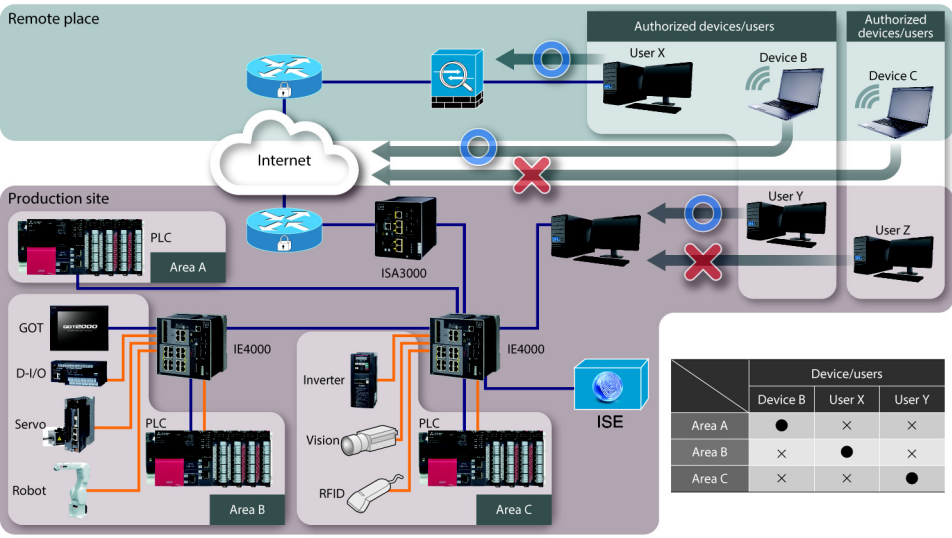 Remote place
Authorized devices/users
Authorized
devices/users
User X
Device B
Device C
Internet
Production site
PLC
Area A
ISA3000
User Y
User Z
GOT
GOT2000
IE4000
IE4000
D-I/O
Inverter
Servo
PLC
Vision
PLC
ISE
Robot
RFID
Area B
Area C
Device/users
Device B User X User Y
Area A ● × ×
Area B × ● ×
Area C × × ●